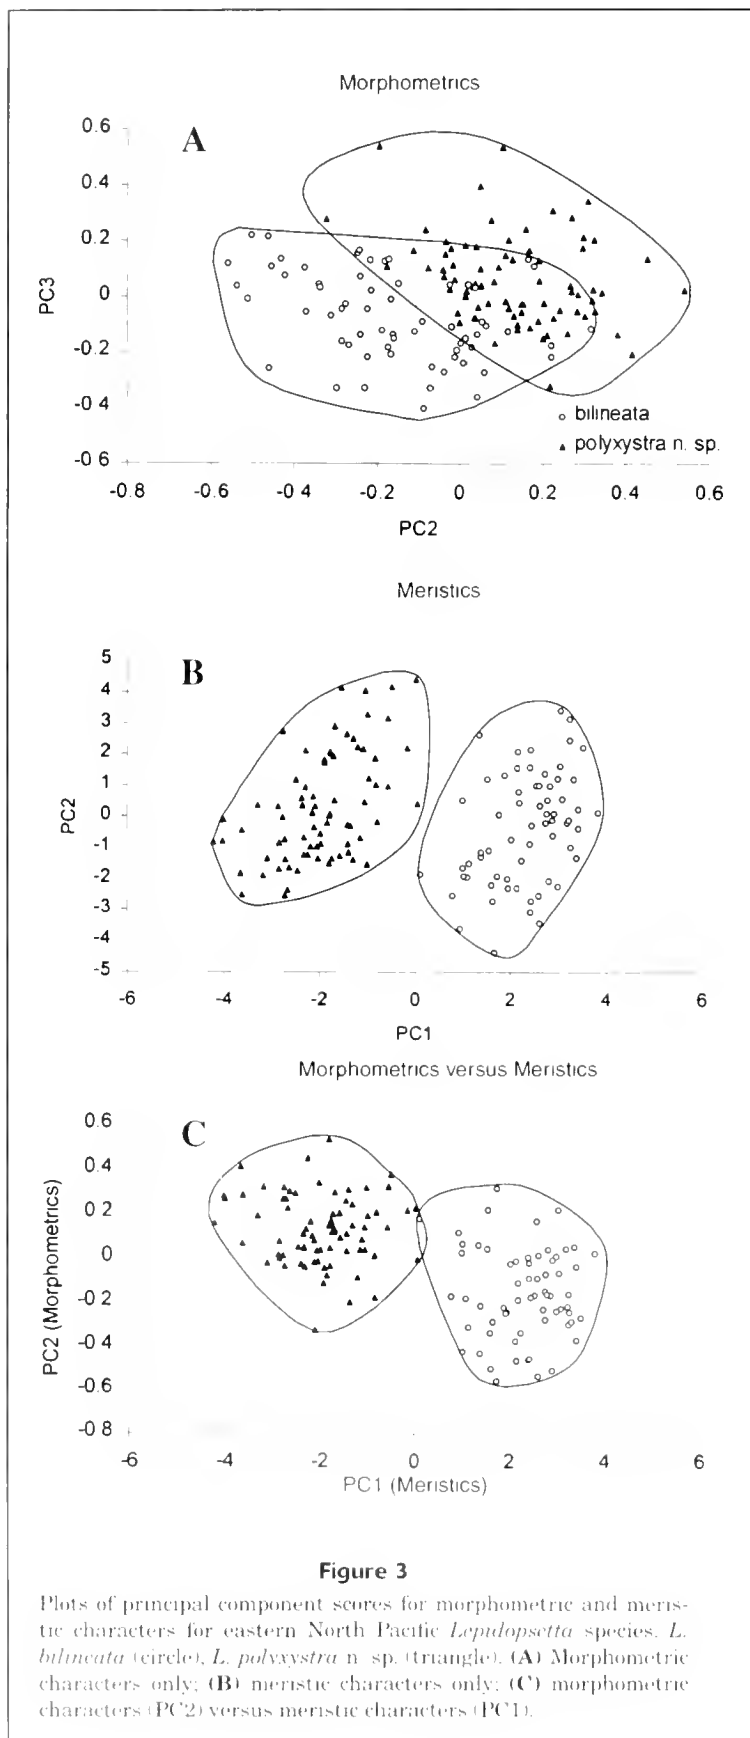 Morphometrics
A
0.6
0.4
0.2
0
-0.2
-0.4
-0.6
PC3
-0.8 -0.6 -0.4 -0.2 0 0.2 0.4 0.6
PC2
bilineata
polyxystra n. sp.
Meristics
B
5
4
3
2
1
0
-1
-2
-3
-4
-5
PC2
-6 -4 -2 0 2 4 6
PC1
Morphometrics versus Meristics
C
0.6
0.4
0.2
0
-0.2
-0.4
-0.6
-0.8
PC2 (Morphometrics)
-6 -4 -2 0 2 4 6
PC1 (Meristics)
Figure 3
Plots of principal component scores for morphometric and meris-
tic characters for eastern North Pacific Lepidopsetta species. L.
bilineata (circle), L. polyxystra n. sp. (triangle). (A) Morphometric
characters only; (B) meristic characters only; (C) morphometric
characters (PC2) versus meristic characters (PC1).